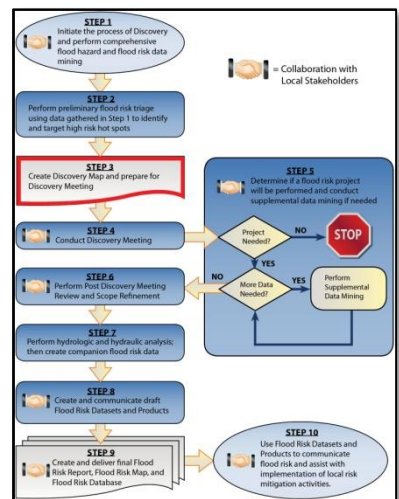 STEP 1
Initiate the process of Discovery
and perform comprehensive
flood hazard and flood risk data
mining
= Collaboration with
Local Stakeholders
STEP 2
Perform preliminary flood risk triage
using data gathered in Step 1 to identify
and target high risk hot spots
STEP 3
Create Discovery Map and prepare for
Discovery Meeting
STEP 4
Conduct Discovery Meeting
STEP 5
Determine if a flood risk project
will be performed and conduct
supplemental data mining if needed
Project
Needed?
NO
STOP
YES
More Data
Needed?
YES
Perform
Supplemental
Data Mining
NO
STEP 6
Perform Post Discovery Meeting
Review and Scope Refinement
STEP 7
Perform hydrologic and hydraulic analysis;
then create companion flood risk data
STEP 8
Create and communicate draft
Flood Risk Datasets and Products
STEP 9
Create and deliver final Flood
Risk Report, Flood Risk Map, and
Flood Risk Database
STEP 10
Use Flood Risk Datasets and
Products to communicate
flood risk and assist with
implementation of local risk
mitigation activities.